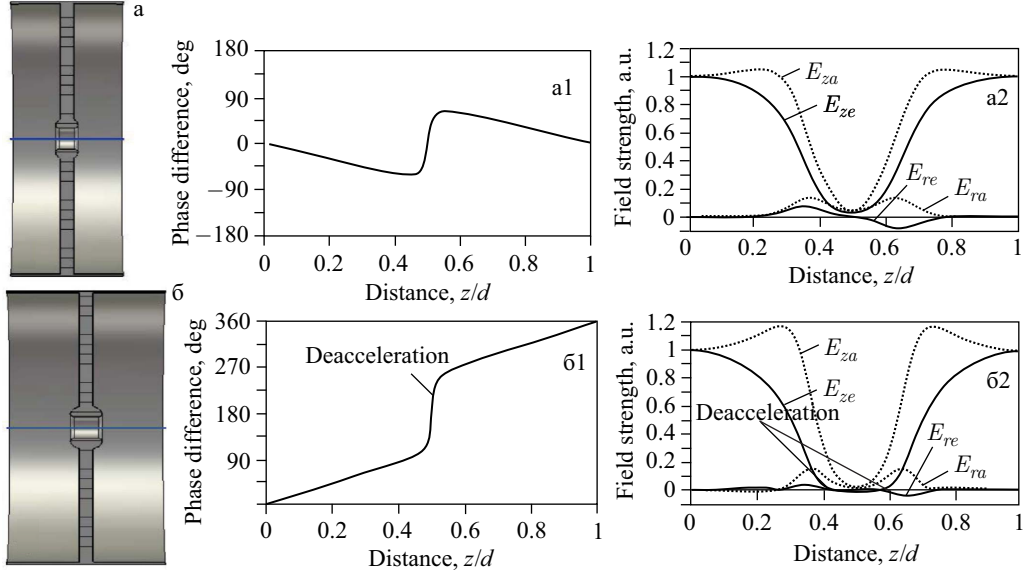 а
Phase difference, deg
180
90
0
−90
−180
а1
0
0.2
0.4
0.6
0.8
1
Distance, z/d
Field strength, a.u.
1.2
1
0.8
0.6
0.4
0.2
0
E_za
E_ze
а2
E_re
E_ra
0
0.2
0.4
0.6
0.8
1
Distance, z/d
б
Phase difference, deg
360
270
180
90
Deacceleration
б1
0
0.2
0.4
0.6
0.8
1
Distance, z/d
Field strength, a.u.
1.2
1
0.8
0.6
0.4
0.2
0
E_za
б2
E_ze
Deacceleration
E_re
E_ra
0
0.2
0.4
0.6
0.8
1
Distance, z/d